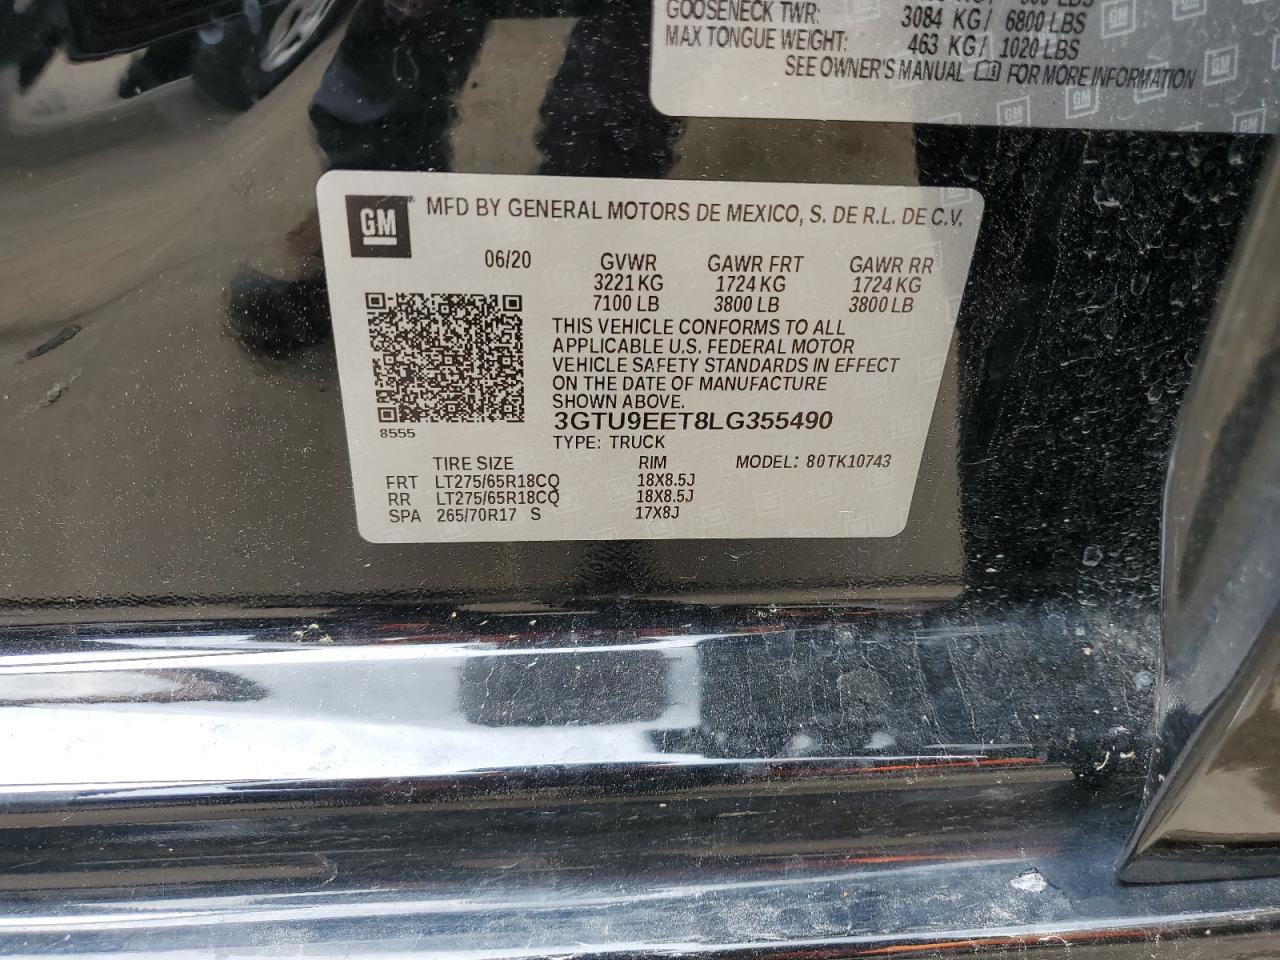 GOOSENECK TWR: 3084 KG/ 6800 LBS
MAX TONGUE WEIGHT: 463 KG/ 1020 LBS
SEE OWNER'S MANUAL FOR MORE INFORMATION
GM
GM
GM
GM
GM MFD BY GENERAL MOTORS DE MEXICO, S. DE R.L. DE C.V.
06/20 GVWR GAWR FRT GAWR RR
3221 KG 1724 KG 1724 KG
7100 LB 3800 LB 3800 LB
THIS VEHICLE CONFORMS TO ALL
APPLICABLE U.S. FEDERAL MOTOR
VEHICLE SAFETY STANDARDS IN EFFECT
ON THE DATE OF MANUFACTURE
SHOWN ABOVE.
3GTU9EET8LG355490
8555
TYPE: TRUCK
TIRE SIZE RIM MODEL: 80TK10743
FRT LT275/65R18CQ 18X8.5J
RR LT275/65R18CQ 18X8.5J
SPA 265/70R17 S 17X8J